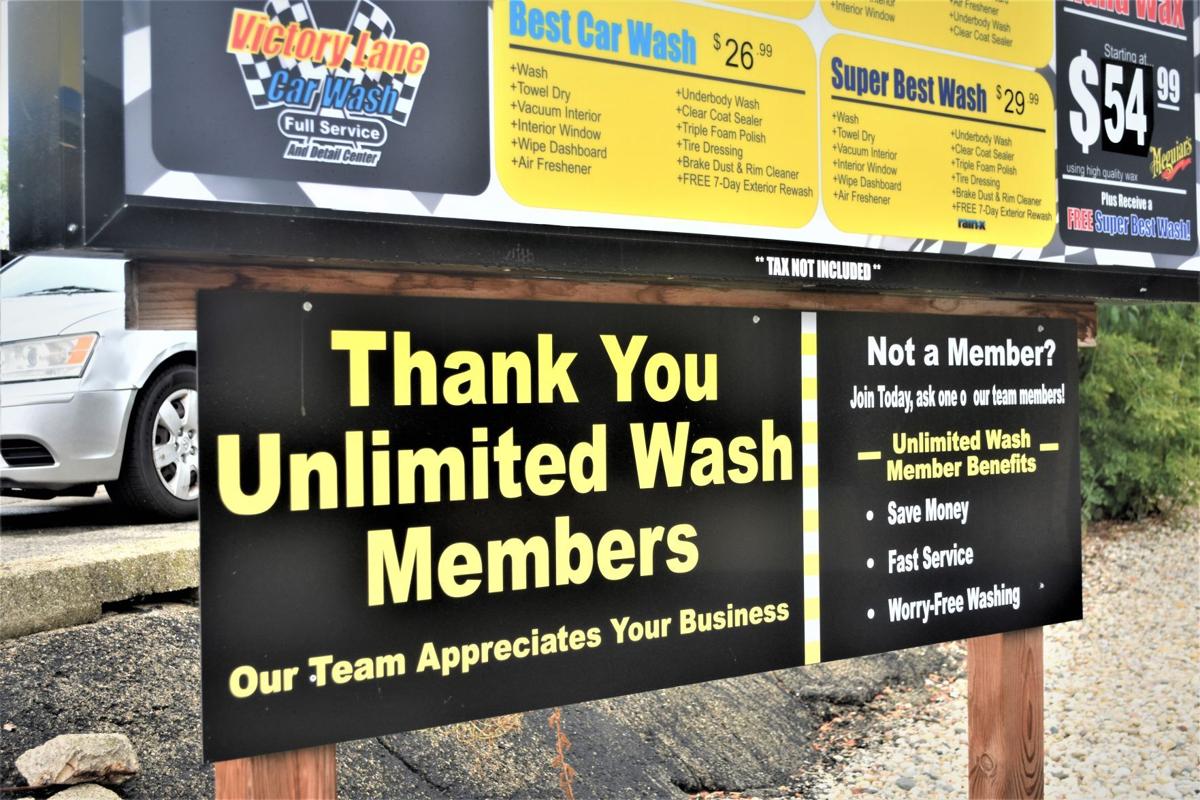 Victory Lane
Car Wash
Full Service
And Detail Center
Best Car Wash $26.99
+Wash
+Towel Dry
+Vacuum Interior
+Interior Window
+Wipe Dashboard
+Air Freshener
+Underbody Wash
+Clear Coat Sealer
+Triple Foam Polish
+Tire Dressing
+Brake Dust & Rim Cleaner
+FREE 7-Day Exterior Rewash
+Interior Window
+Air Freshener
+Underbody Wash
+Clear Coat Sealer
Super Best Wash $29.99
+Wash
+Towel Dry
+Vacuum Interior
+Interior Window
+Wipe Dashboard
+Air Freshener
+Underbody Wash
+Clear Coat Sealer
+Triple Foam Polish
+Tire Dressing
+Brake Dust & Rim Cleaner
+FREE 7-Day Exterior Rewash
rain-x
Wax
Starting at
$54.99
using high quality wax
Meguiar's
Plus Receive a
FREE Super Best Wash!
** TAX NOT INCLUDED **
Thank You
Unlimited Wash
Members
Our Team Appreciates Your Business
Not a Member?
Join Today, ask one o our team members!
Unlimited Wash
Member Benefits
• Save Money
• Fast Service
• Worry-Free Washing